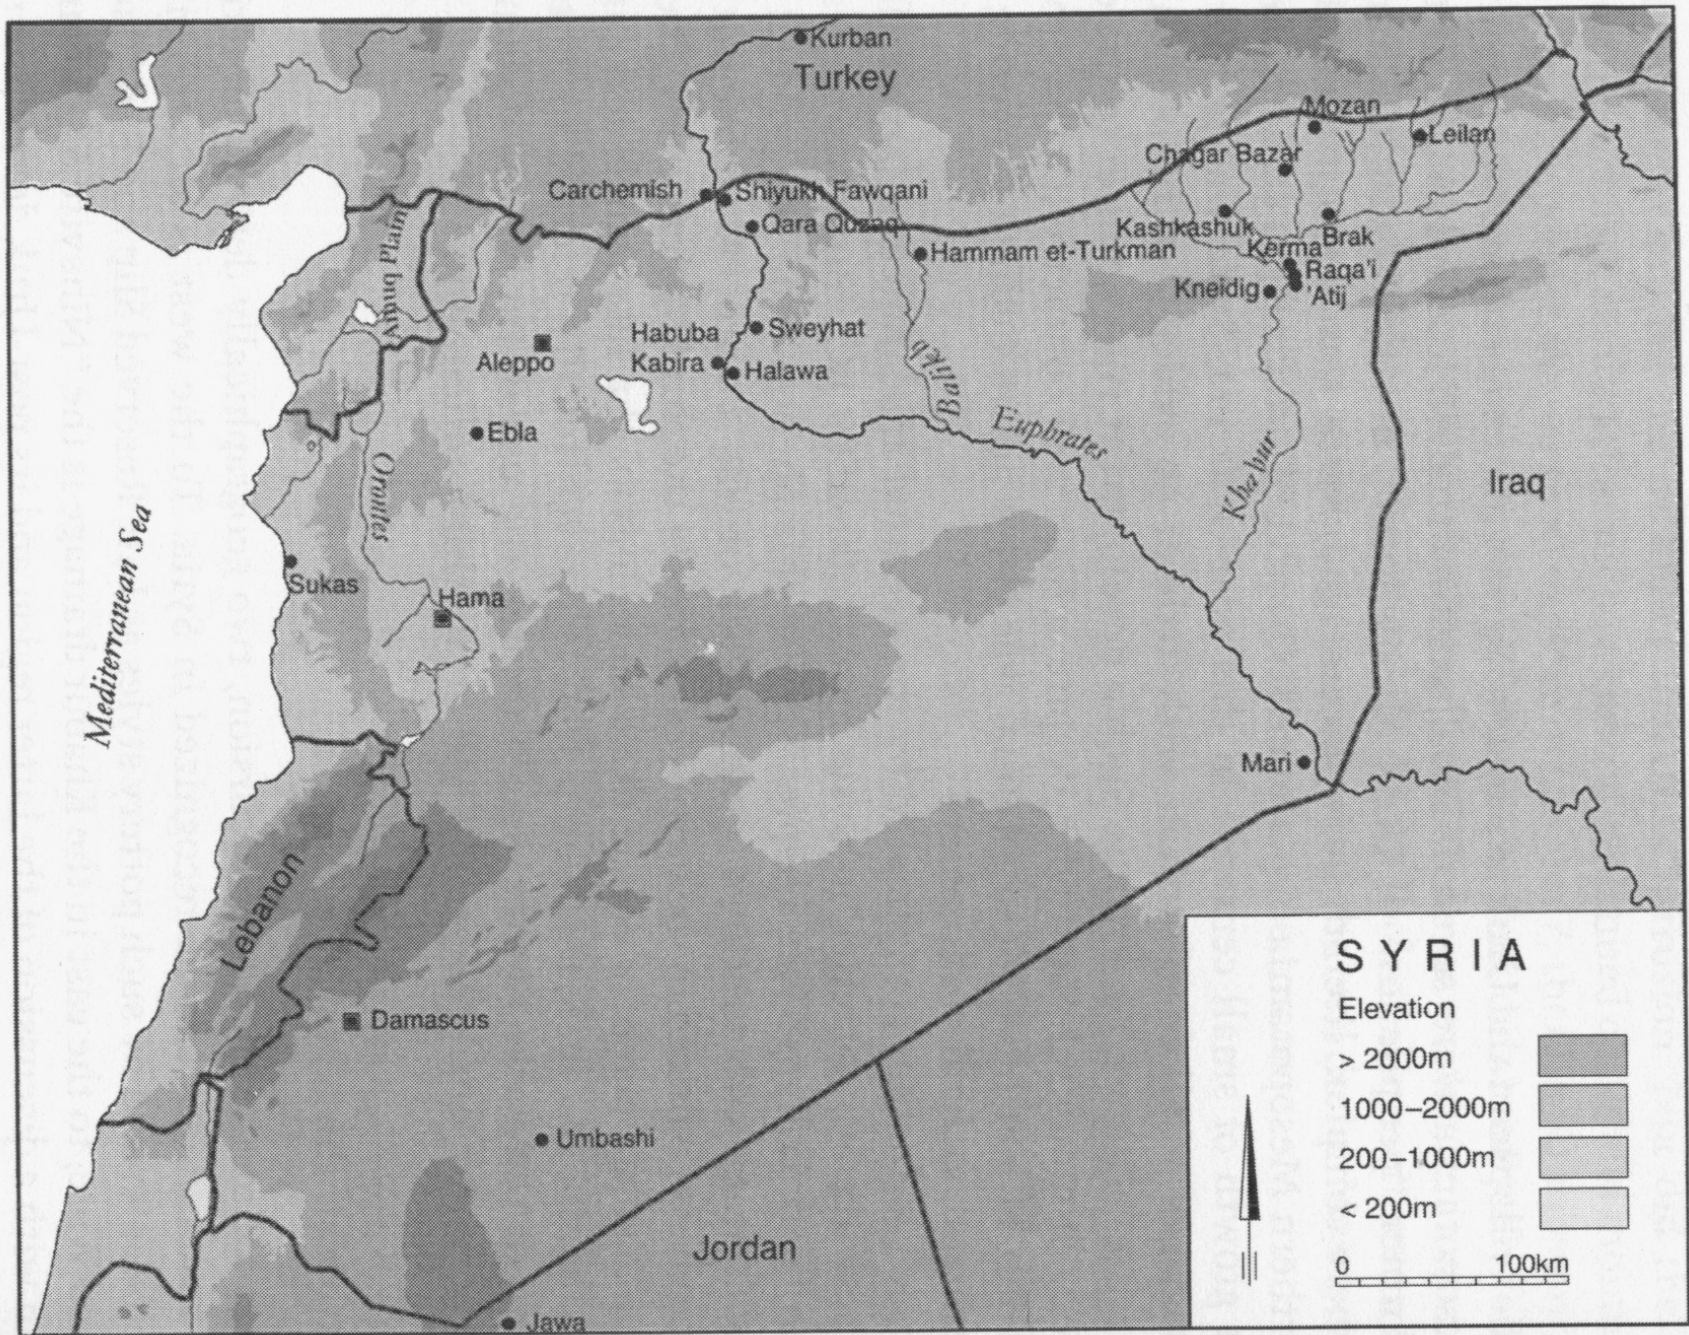 Kurban
Turkey
Mozan
Leilan
Chagar Bazar
Carchemish
Shiyukh Fawqani
Qara Quzaq
Kashkashuk
Brak
Hammam et-Turkman
Kerma
Raqa'i
'Atij
Kneidig
Amuq Plain
Aleppo
Habuba
Kabira
Sweyhat
Halawa
Balikh
Euphrates
Ebla
Orontes
Khabur
Iraq
Mediterranean Sea
Sukas
Hama
Mari
Lebanon
Damascus
Umbashi
Jordan
Jawa
SYRIA
Elevation
> 2000m
1000–2000m
200–1000m
< 200m
0 100km